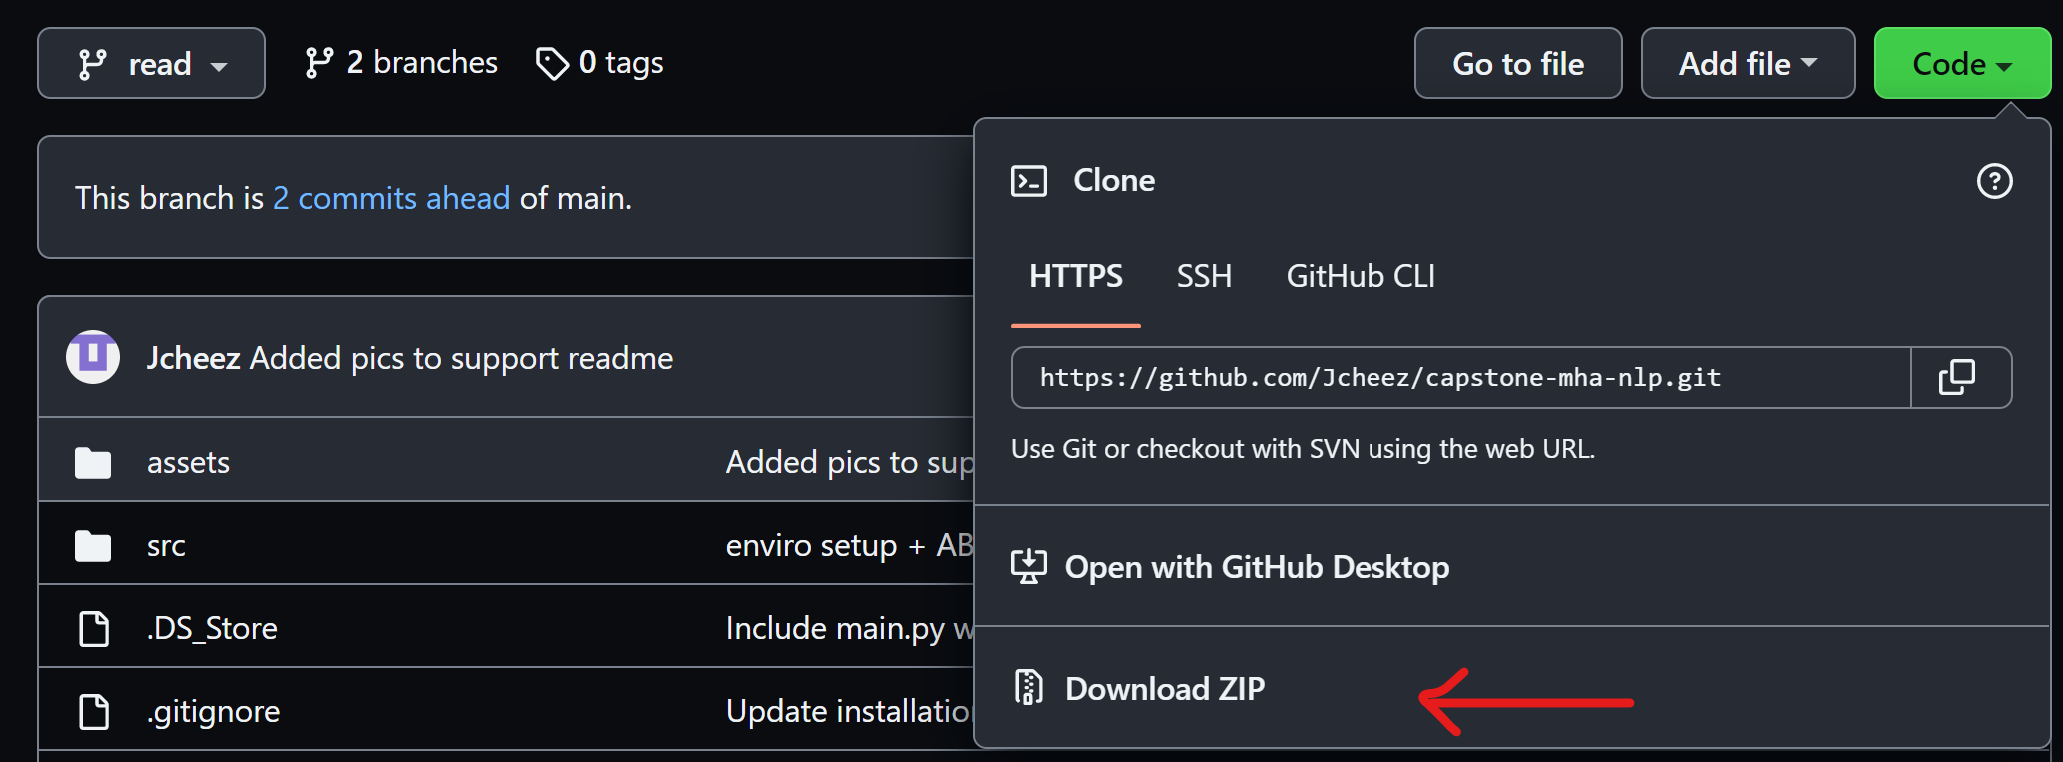 read
2 branches
0 tags
Go to file
Add file
Code
This branch is 2 commits ahead of main.
Clone
HTTPS SSH GitHub CLI
https://github.com/Jcheez/capstone-mha-nlp.git
Use Git or checkout with SVN using the web URL.
Open with GitHub Desktop
Download ZIP
Jcheez Added pics to support readme
assets
Added pics to sup
src
enviro setup + AB
.DS_Store
Include main.py w
.gitignore
Update installation